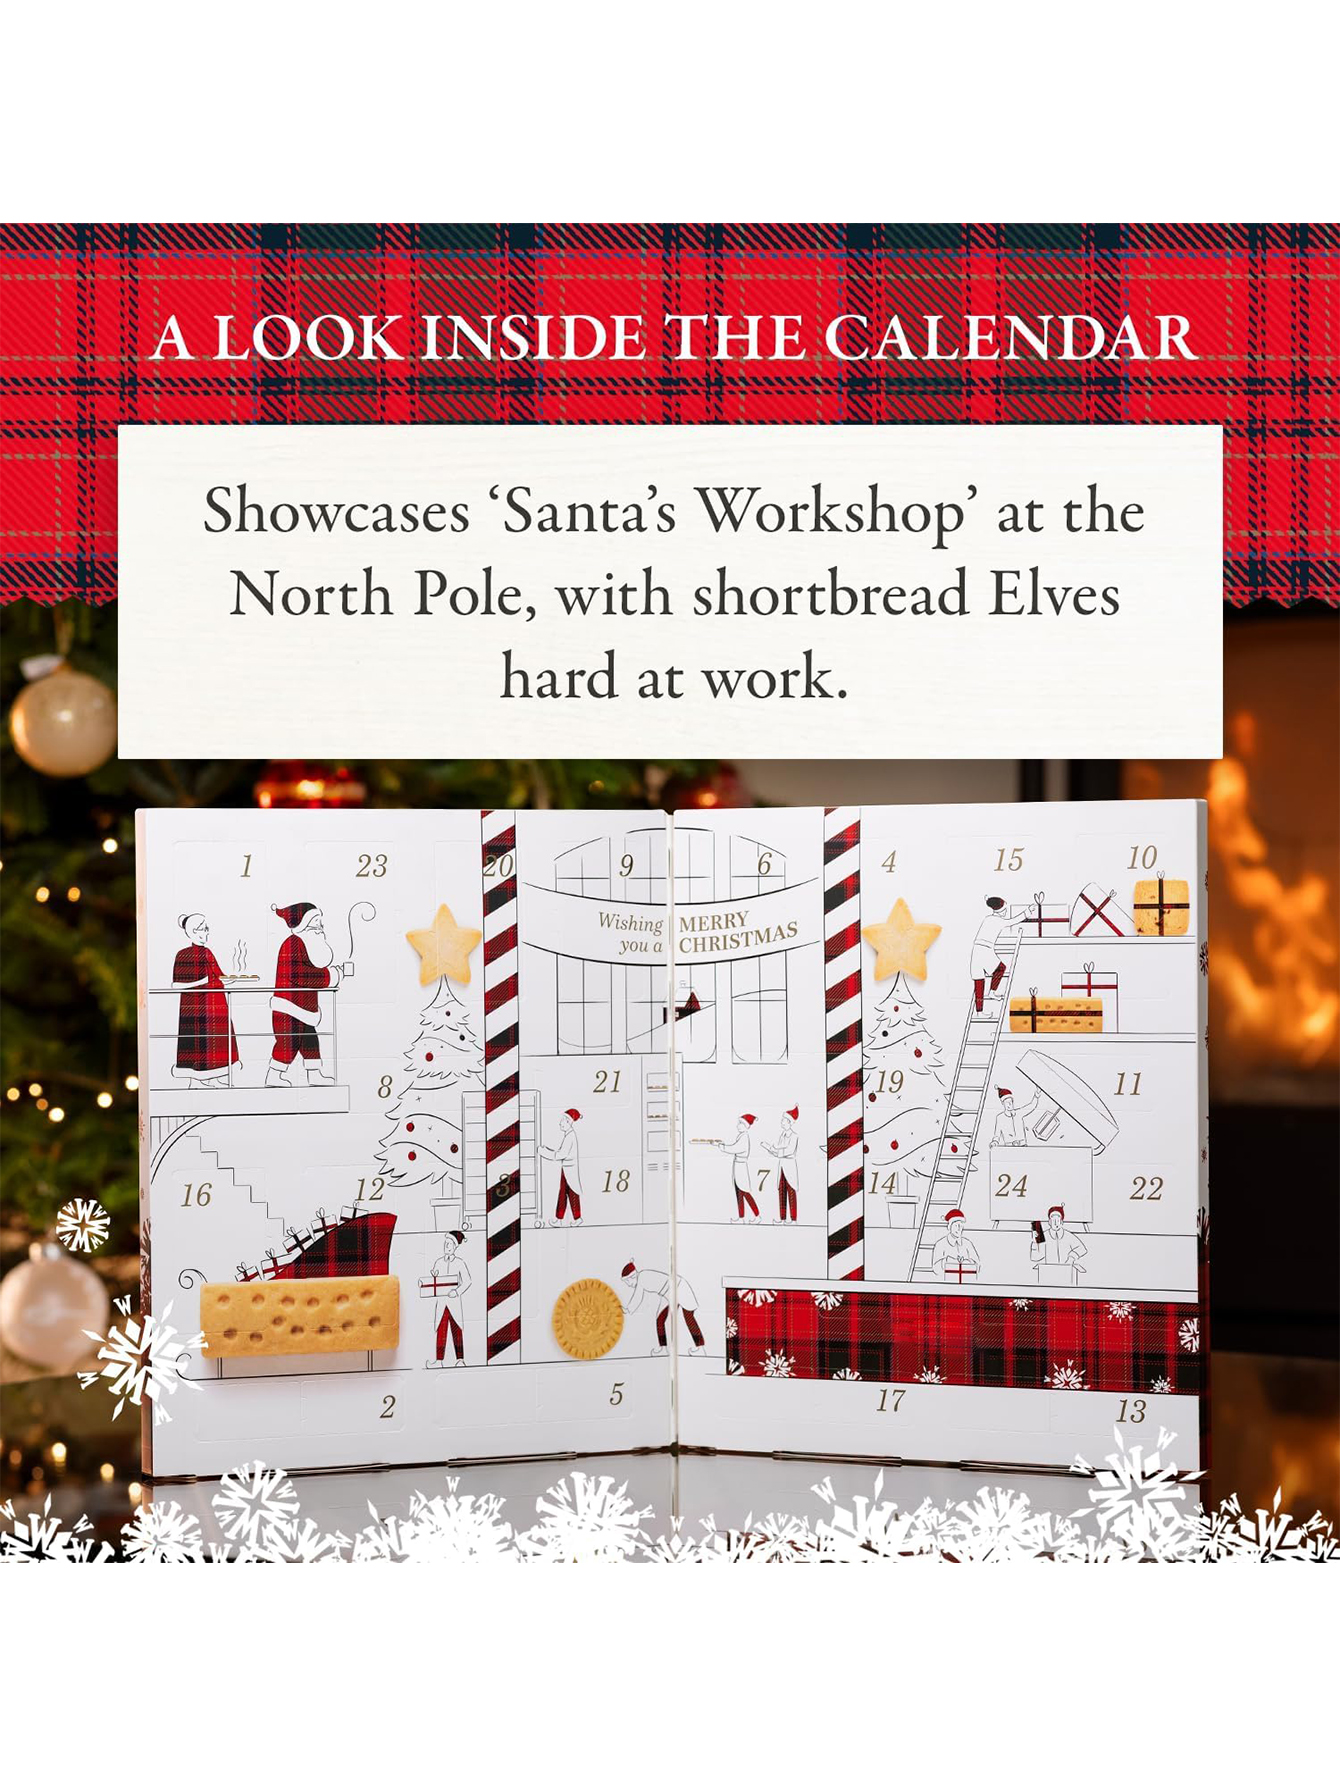 A LOOK INSIDE THE CALENDAR
Showcases ‘Santa’s Workshop’ at the
North Pole, with shortbread Elves
hard at work.
1 23 20 9 6 4 15 10
Wishing MERRY
you a CHRISTMAS
8 21 19 11
16 12 3 18 7 14 24 22
2 5 17 13